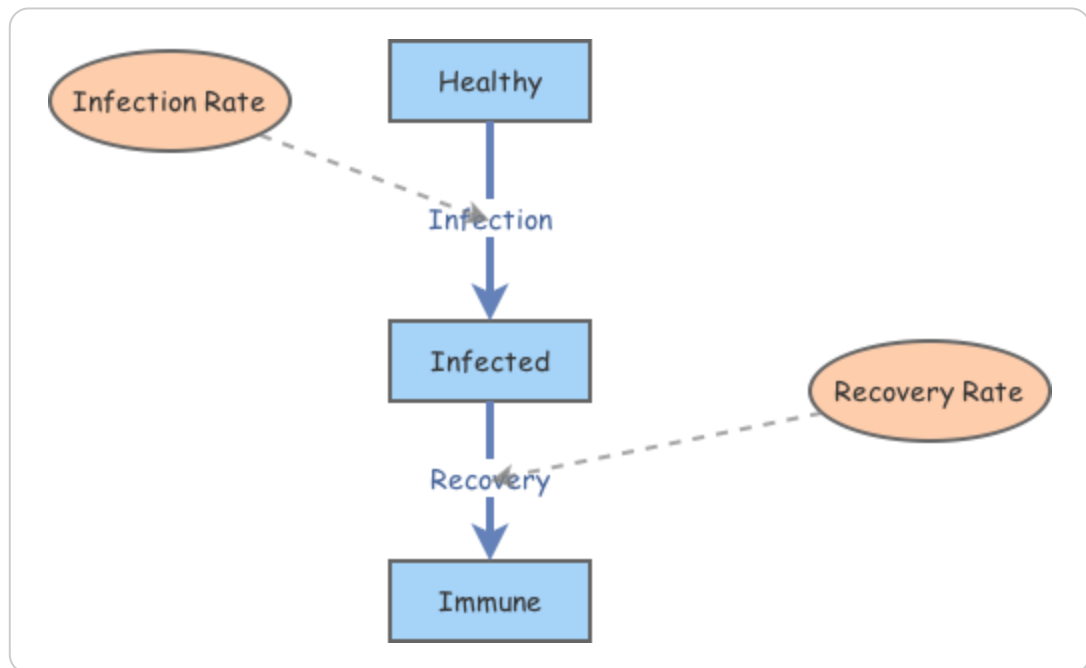 Healthy
Infection Rate
Infection
Infected
Recovery Rate
Recovery
Immune